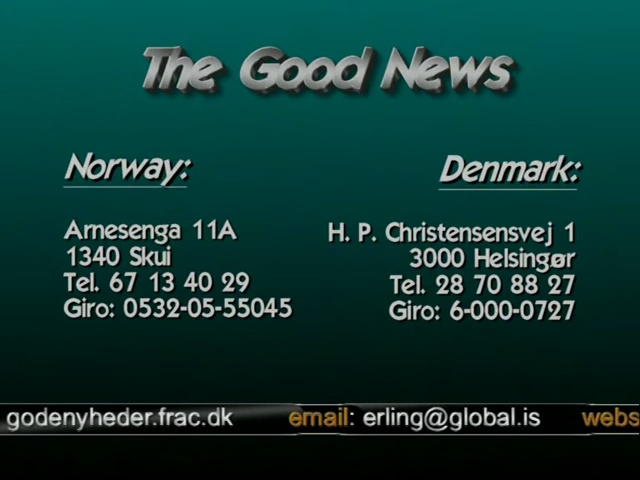 The Good News
Norway:
Arnesenga 11A
1340 Skui
Tel. 67 13 40 29
Giro: 0532-05-55045
Denmark:
H. P. Christensensvej 1
3000 Helsingør
Tel. 28 70 88 27
Giro: 6-000-0727
godenyheder.frac.dk email: erling@global.is webs